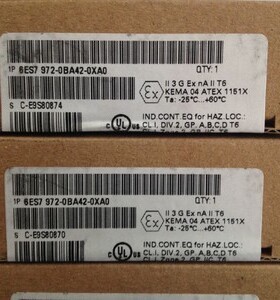 1P 6ES7 972-0BA42-0XA0
QTY: 1
II 3 G Ex nA II T6
KEMA 04 ATEX 1151X
Ta: -25°C...+60°C
S C-E9S80874
IND.CONT.EQ for HAZ LOC.:
CL I, DIV.2, GP. A,B,C,D T6
1P 6ES7 972-0BA42-0XA0
QTY: 1
II 3 G Ex nA II T6
KEMA 04 ATEX 1151X
Ta: -25°C...+60°C
S C-E9S80870
IND.CONT.EQ for HAZ LOC.:
CL I, DIV.2, GP. A,B,C,D T6